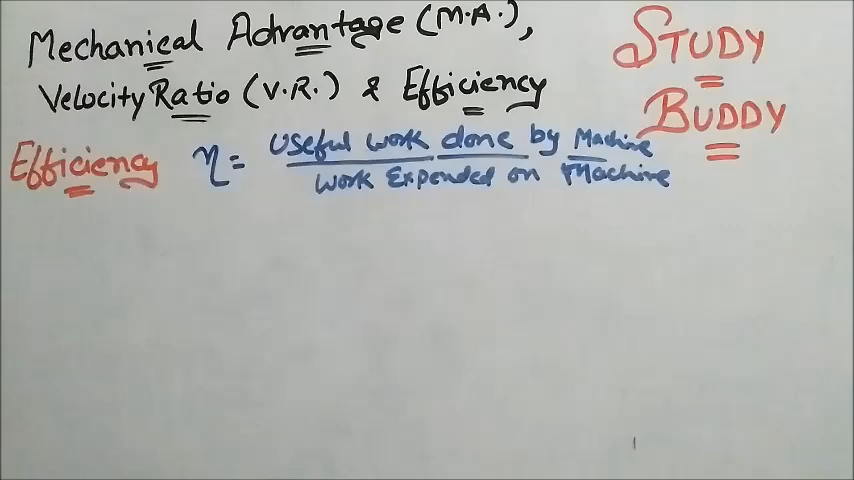 Mechanical Advantage (M.A.),
Velocity Ratio (V.R.) & Efficiency
STUDY
BUDDY
Efficiency η = Useful work done by Machine
Work Expended on Machine